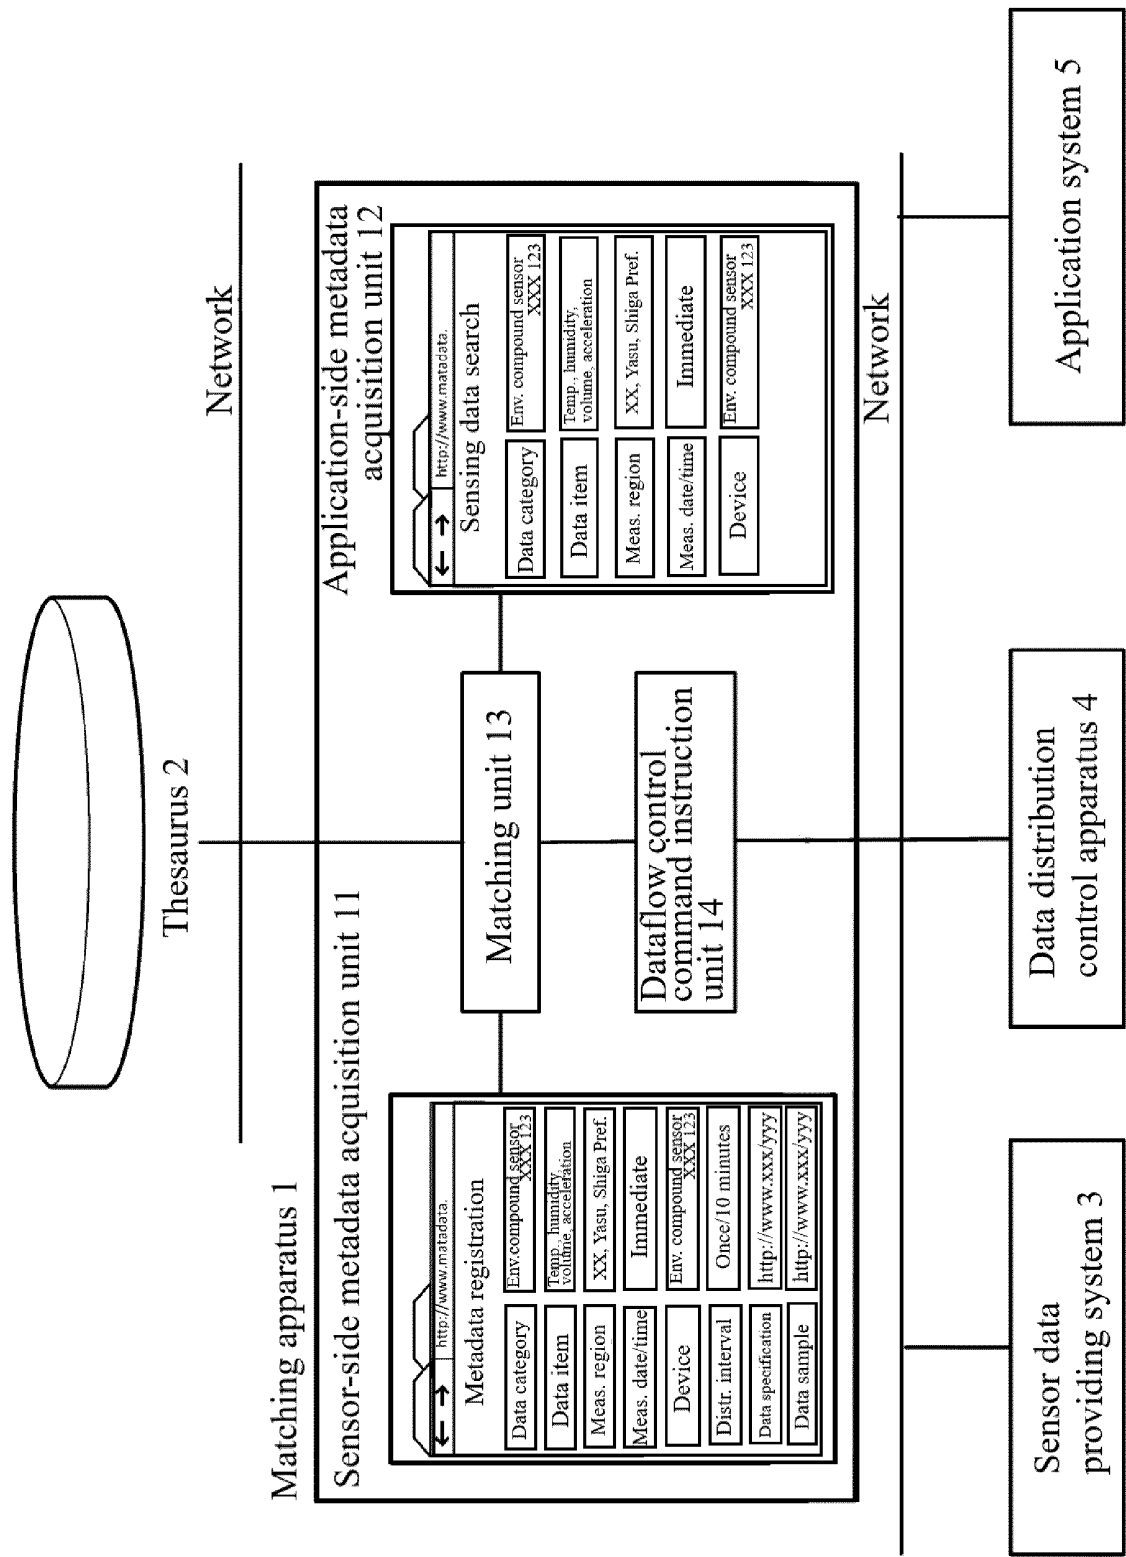 Thesaurus 2
Network
Matching apparatus 1
Sensor-side metadata acquisition unit 11
http://www.matadata.
Metadata registration
Data category
Env.compound sensor
XXX 123
Data item
Temp., humidity,
volume, acceleration
Meas. region
XX, Yasu, Shiga Pref.
Meas. date/time
Immediate
Device
Env. compound sensor
XXX 123
Distr. interval
Once/10 minutes
Data specification
http://www.xxx/yyy
Data sample
http://www.xxx/yyy
Matching unit 13
Dataflow control
command instruction
unit 14
Application-side metadata
acquisition unit 12
http://www.matadata.
Sensing data search
Data category
Env. compound sensor
XXX 123
Data item
Temp., humidity,
volume, acceleration
Meas. region
XX, Yasu, Shiga Pref.
Meas. date/time
Immediate
Device
Env. compound sensor
XXX 123
Network
Sensor data
providing system 3
Data distribution
control apparatus 4
Application system 5